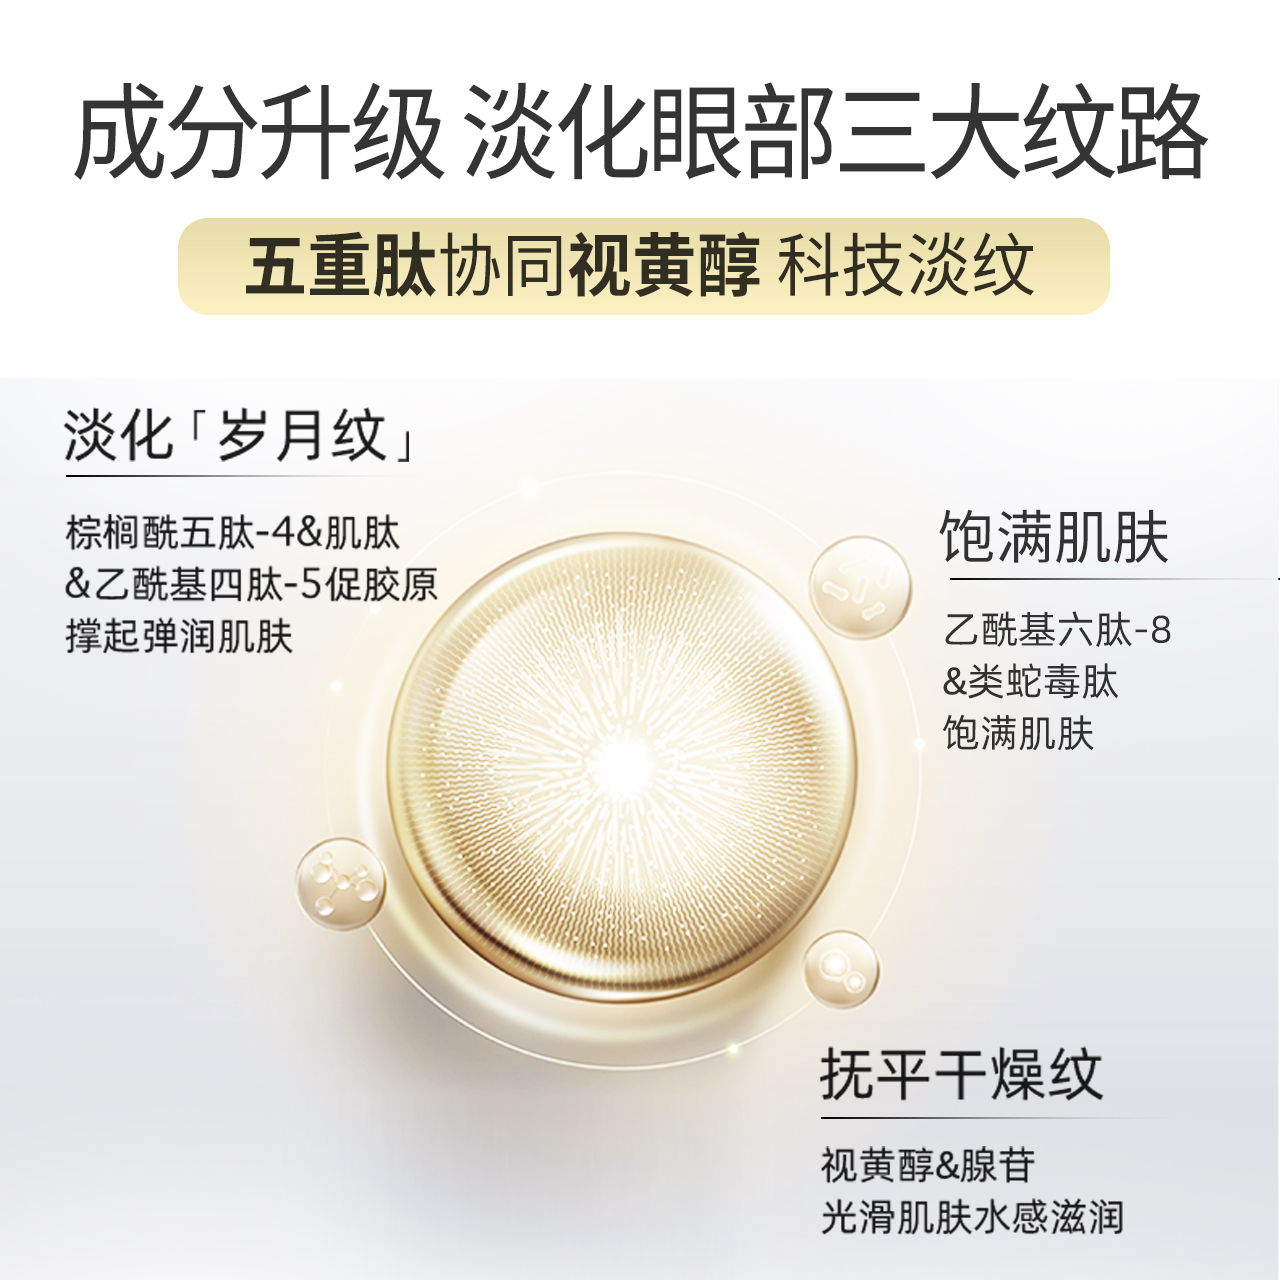 成分升级 淡化眼部三大纹路
五重肽协同视黄醇 科技淡纹
淡化「岁月纹」
棕榈酰五肽-4&肌肽
&乙酰基四肽-5促胶原
撑起弹润肌肤
饱满肌肤
乙酰基六肽-8
&类蛇毒肽
饱满肌肤
抚平干燥纹
视黄醇&腺苷
光滑肌肤水感滋润